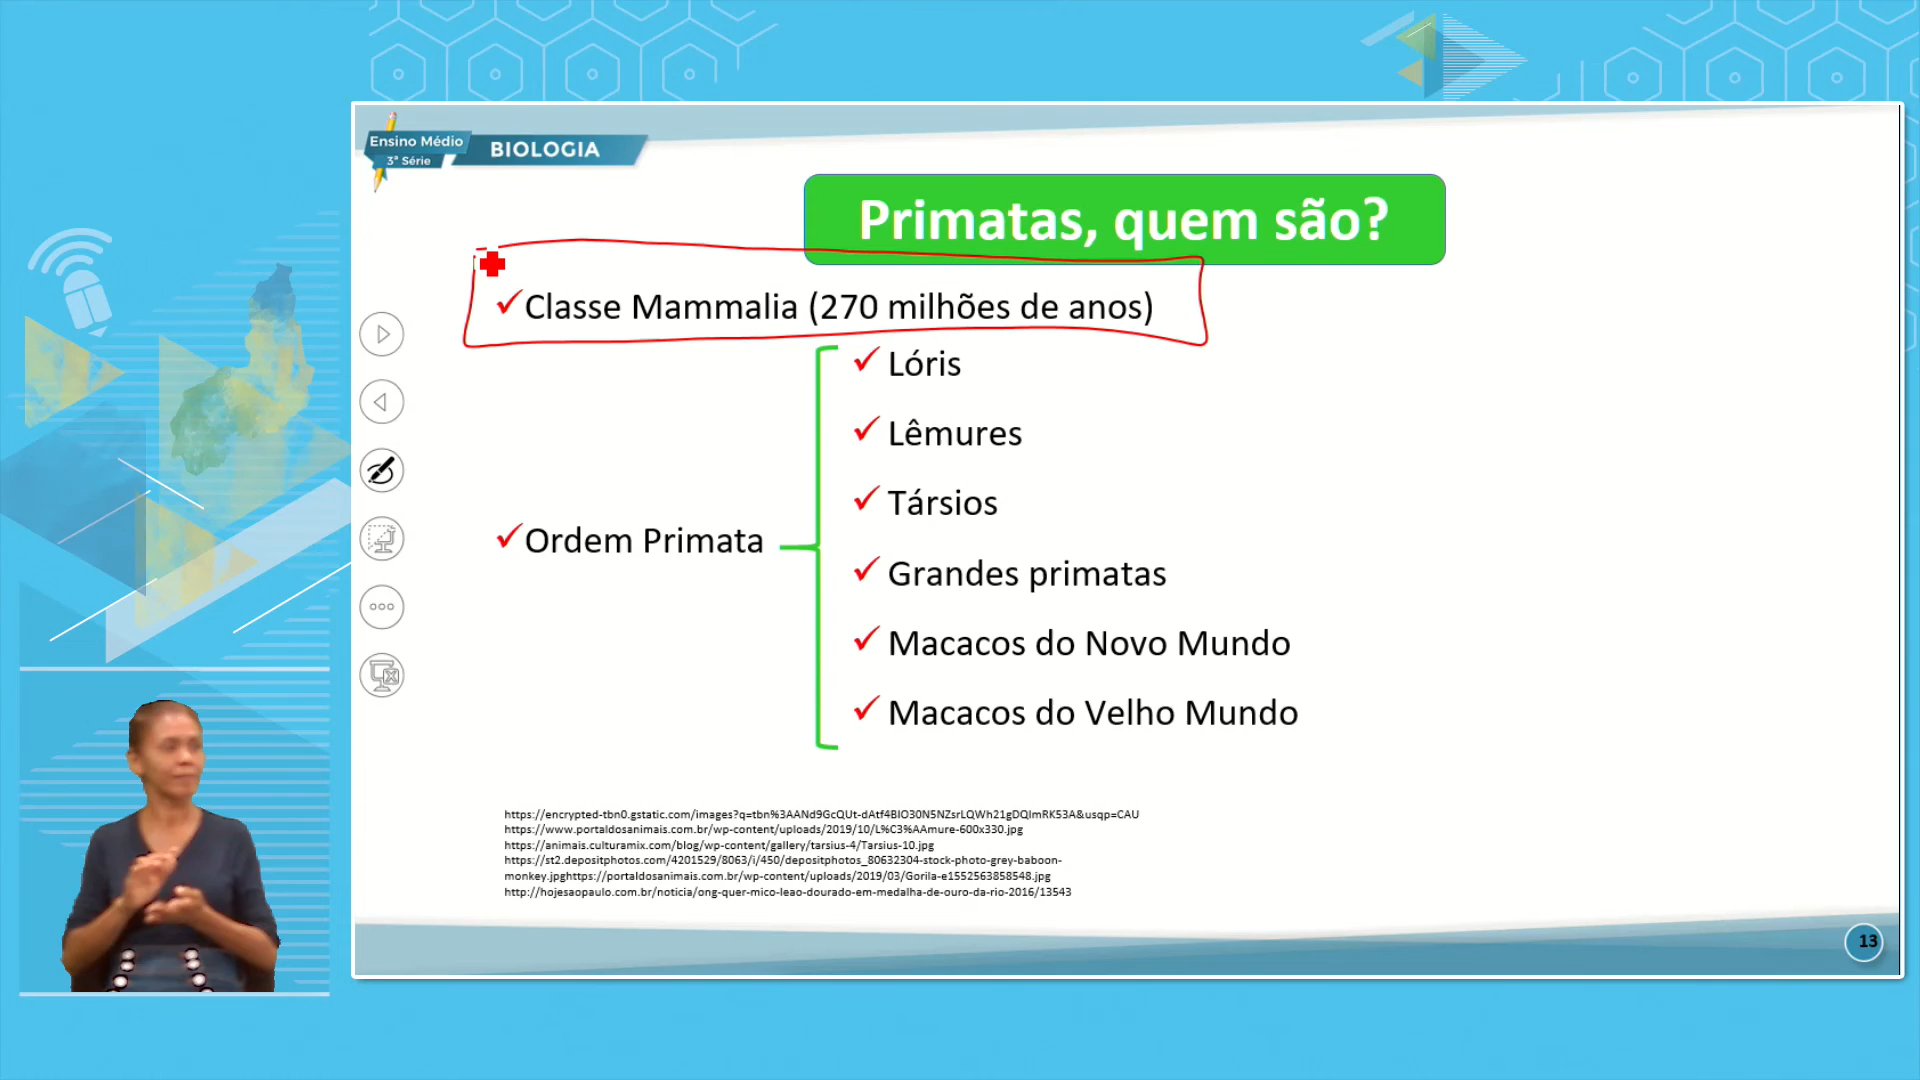 Ensino Médio
3ª Série
BIOLOGIA
Primatas, quem são?
Classe Mammalia (270 milhões de anos)
Lóris
Lêmures
Társios
Ordem Primata
Grandes primatas
Macacos do Novo Mundo
Macacos do Velho Mundo
https://encrypted-tbn0.gstatic.com/images?q=tbn%3AANd9GcQUt-dAtf4BIO30N5NZsrLQWh21gDQImRK53A&usqp=CAU
https://www.portaldosanimais.com.br/wp-content/uploads/2019/10/L%C3%AAmure-600x330.jpg
https://animais.culturamix.com/blog/wp-content/gallery/tarsius-4/Tarsius-10.jpg
https://st2.depositphotos.com/4201529/8063/i/450/depositphotos_80632304-stock-photo-grey-baboon-
monkey.jpghttps://portaldosanimais.com.br/wp-content/uploads/2019/03/Gorila-e1552563858548.jpg
http://hojesaopaulo.com.br/noticia/ong-quer-mico-leao-dourado-em-medalha-de-ouro-da-rio-2016/13543
13